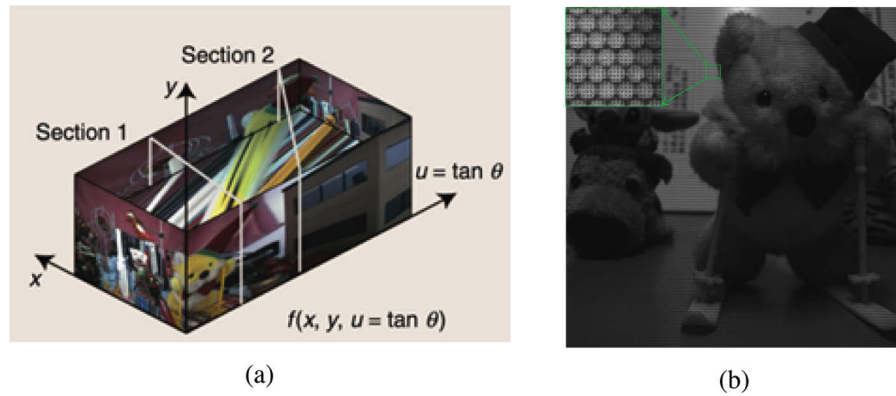 Section 2
y
Section 1
u = tan θ
x
f(x, y, u = tan θ)
(a)
(b)